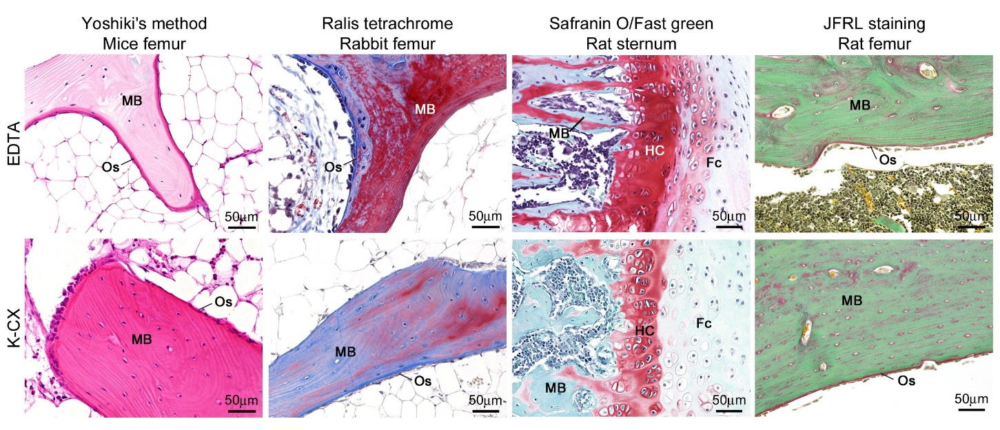 Yoshiki's method
Mice femur
Ralis tetrachrome
Rabbit femur
Safranin O/Fast green
Rat sternum
JFRL staining
Rat femur
EDTA
MB
Os
50μm
MB
Os
50μm
MB
HC
Fc
50μm
MB
Os
50μm
K-CX
Os
MB
50μm
MB
Os
50μm
Fc
HC
MB
50μm
MB
Os
50μm